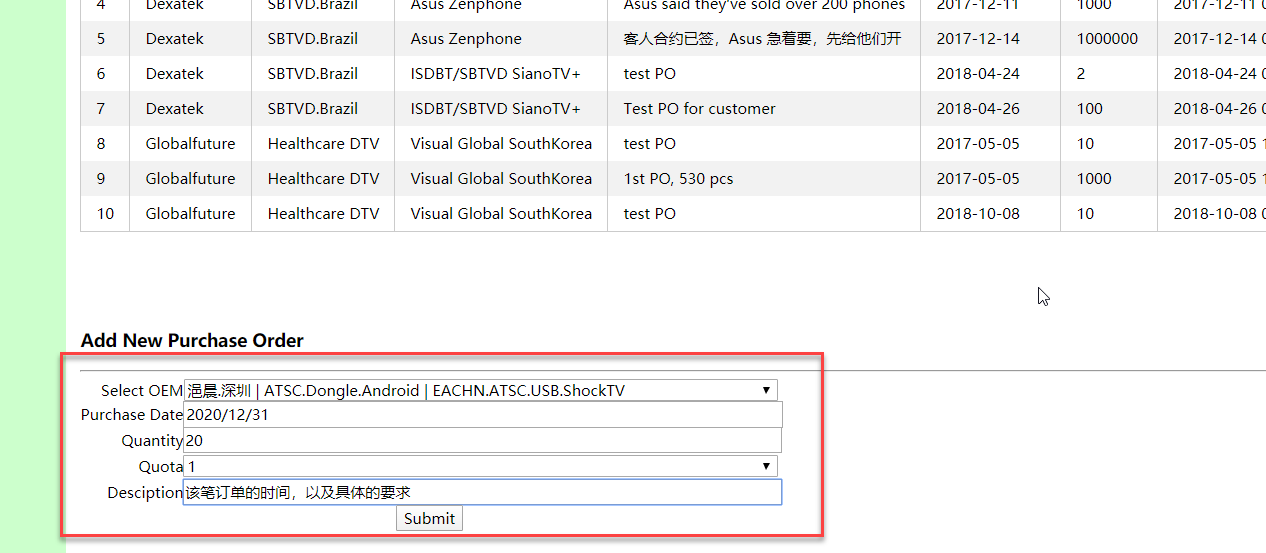 4 Dexatek SBTVD.Brazil Asus Zenphone Asus said they've sold over 200 phones 2017-12-11 1000 2017-12-11 0
5 Dexatek SBTVD.Brazil Asus Zenphone 客人合约已签，Asus 急着要，先给他们开 2017-12-14 1000000 2017-12-14 0
6 Dexatek SBTVD.Brazil ISDBT/SBTVD SianoTV+ test PO 2018-04-24 2 2018-04-24 0
7 Dexatek SBTVD.Brazil ISDBT/SBTVD SianoTV+ Test PO for customer 2018-04-26 100 2018-04-26 0
8 Globalfuture Healthcare DTV Visual Global SouthKorea test PO 2017-05-05 10 2017-05-05 1
9 Globalfuture Healthcare DTV Visual Global SouthKorea 1st PO, 530 pcs 2017-05-05 1000 2017-05-05 1
10 Globalfuture Healthcare DTV Visual Global SouthKorea test PO 2018-10-08 10 2018-10-08 0
Add New Purchase Order
Select OEM 浥晨.深圳 | ATSC.Dongle.Android | EACHN.ATSC.USB.ShockTV
Purchase Date 2020/12/31
Quantity 20
Quota 1
Desciption 该笔订单的时间，以及具体的要求
Submit